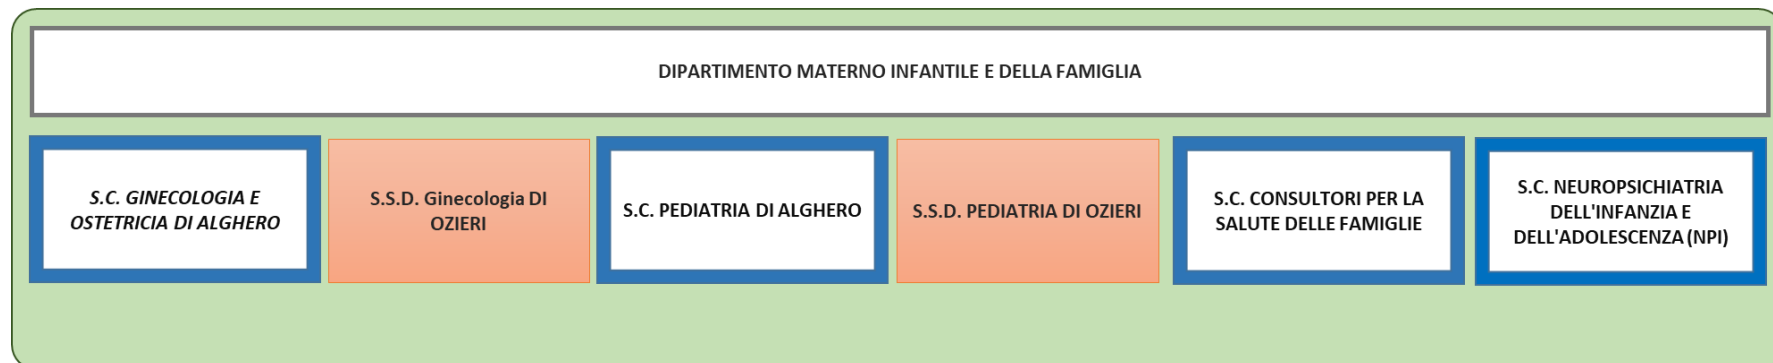 DIPARTIMENTO MATERNO INFANTILE E DELLA FAMIGLIA
S.C. GINECOLOGIA E
OSTETRICIA DI ALGHERO
S.S.D. Ginecologia DI
OZIERI
S.C. PEDIATRIA DI ALGHERO
S.S.D. PEDIATRIA DI OZIERI
S.C. CONSULTORI PER LA
SALUTE DELLE FAMIGLIE
S.C. NEUROPSICHIATRIA
DELL'INFANZIA E
DELL'ADOLESCENZA (NPI)